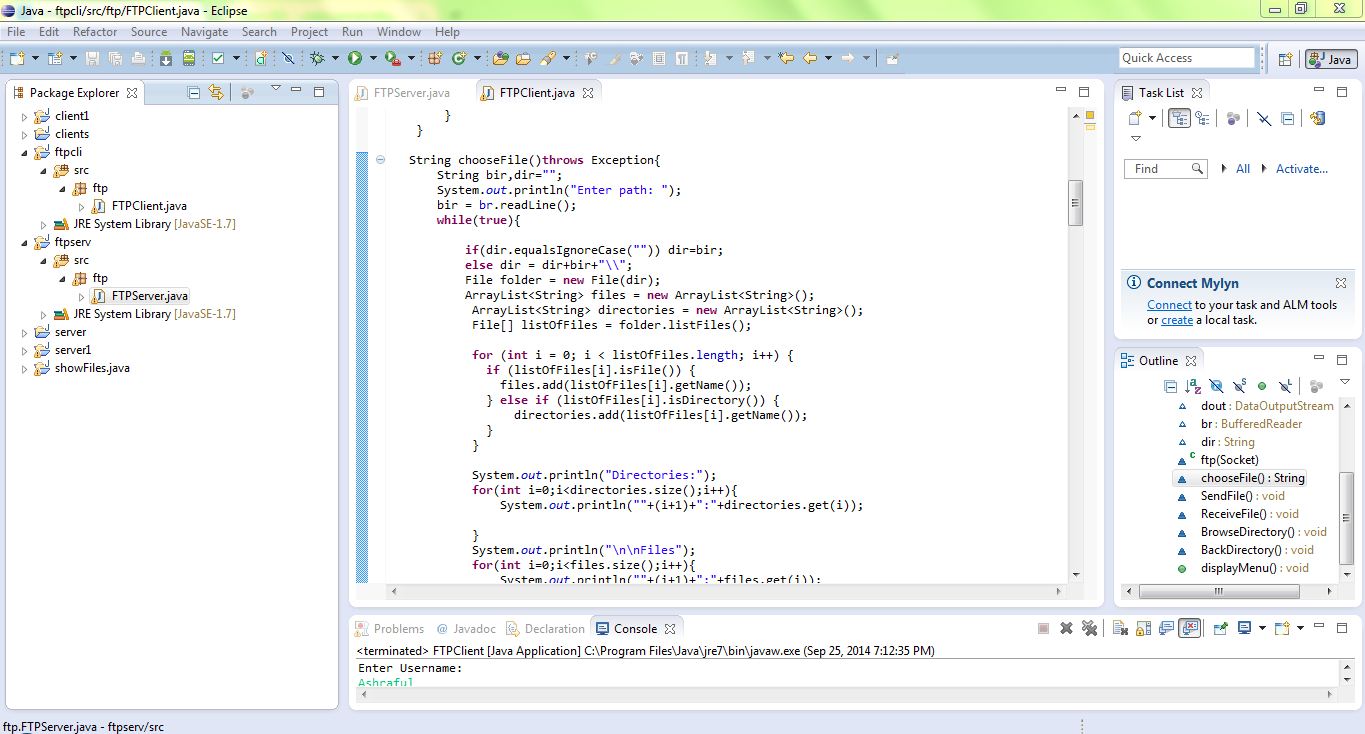 Java - ftpcli/src/ftp/FTPClient.java - Eclipse
File Edit Refactor Source Navigate Search Project Run Window Help
Quick Access
Java
Package Explorer
client1
clients
ftpcli
src
ftp
FTPClient.java
JRE System Library [JavaSE-1.7]
ftpserv
src
ftp
FTPServer.java
JRE System Library [JavaSE-1.7]
server
server1
showFiles.java
FTPServer.java FTPClient.java
}
}
String chooseFile()throws Exception{
String bir,dir="";
System.out.println("Enter path: ");
bir = br.readLine();
while(true){
if(dir.equalsIgnoreCase("")) dir=bir;
else dir = dir+bir+"\\";
File folder = new File(dir);
ArrayList<String> files = new ArrayList<String>();
ArrayList<String> directories = new ArrayList<String>();
File[] listOfFiles = folder.listFiles();
for (int i = 0; i < listOfFiles.length; i++) {
if (listOfFiles[i].isFile()) {
files.add(listOfFiles[i].getName());
} else if (listOfFiles[i].isDirectory()) {
directories.add(listOfFiles[i].getName());
}
}
System.out.println("Directories:");
for(int i=0;i<directories.size();i++){
System.out.println(""+(i+1)+":"+directories.get(i));
}
System.out.println("\n\nFiles");
for(int i=0;i<files.size();i++){
System.out.println(""+(i+1)+":"+files.get(i));
Task List
Find All Activate...
Connect Mylyn
Connect to your task and ALM tools
or create a local task.
Outline
dout : DataOutputStream
br : BufferedReader
dir : String
ftp(Socket)
chooseFile() : String
SendFile() : void
ReceiveFile() : void
BrowseDirectory() : void
BackDirectory() : void
displayMenu() : void
Problems @ Javadoc Declaration Console
<terminated> FTPClient [Java Application] C:\Program Files\Java\jre7\bin\javaw.exe (Sep 25, 2014 7:12:35 PM)
Enter Username:
Ashraful
ftp.FTPServer.java - ftpserv/src